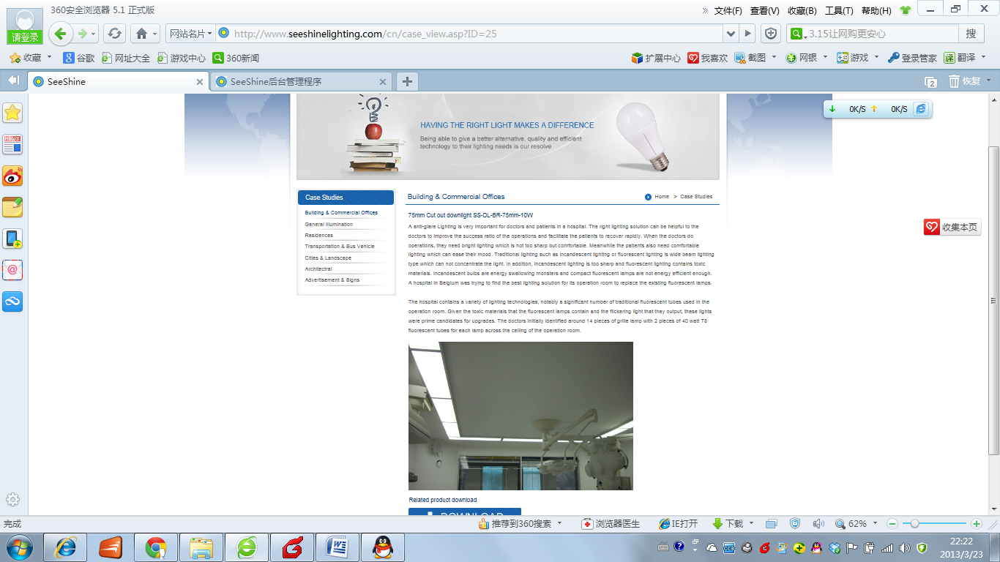 360安全浏览器 5.1 正式版
» 文件(F) 查看(V) 收藏(B) 工具(T) 帮助(H)
请登录
网站名片
http://www.seeshinelighting.com/cn/case_view.asp?ID=25
3.15让网购更安心
搜
收藏 谷歌 网址大全 游戏中心 360新闻
扩展中心 我喜欢 截图 网银 游戏 登录管家 译 翻译
SeeShine SeeShine后台管理程序
2 恢复
NEWS
0K/S 0K/S
HAVING THE RIGHT LIGHT MAKES A DIFFERENCE
Being able to give a better alternative, quality and efficient
technology to their lighting needs is our resolve
Case Studies
Building & Commercial Offices
General Illumination
Residences
Transportation & Bus Vehicle
Cities & Landscape
Architectral
Advertisement & Signs
Building & Commercial Offices
Home > Case Studies
75mm Cut out downlight SS-DL-BR-75mm-10W
A anti-glare Lighting is very important for doctors and patients in a hospital. The right lighting solution can be helpful to the
doctors to improve the success ratio of the operations and facilitate the patients to recover rapidly. When the doctors do
operations, they need bright lighting which is not too sharp but comfortable. Meanwhile the patients also need comfortable
lighting which can ease their mood. Traditional lighting such as incandescent lighting or fluorescent lighting is wide beam lighting
type which can not concentrate the light. In addition, incandescent lighting is too sharp and fluorescent lighting contains toxic
materials. Incandescent bulbs are energy swallowing monsters and compact fluorescent lamps are not energy efficient enough.
A hospital in Belgium was trying to find the best lighting solution for its operation room to replace the existing fluorescent lamps.
The hospital contains a variety of lighting technologies, notably a significant number of traditional fluorescent tubes used in the
operation room. Given the toxic materials that the fluorescent lamps contain and the flickering light that they output, these lights
were prime candidates for upgrades. The doctors initially identified around 14 pieces of grille lamp with 2 pieces of 40 watt T8
fluorescent tubes for each lamp across the ceiling of the operation room.
收集本页
Related product download
DOWNLOAD
完成
推荐到360搜索 浏览器医生 IE打开 下载 62%
22:22
2013/3/23